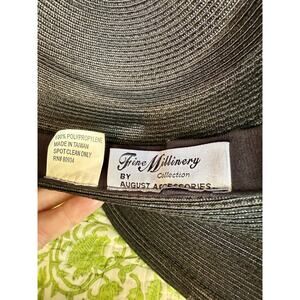 100% POLYPROPYLENE
MADE IN TAIWAN
SPOT CLEAN ONLY
RN# 80934
Fine Millinery
BY Collection
AUGUST ACCESSORIES